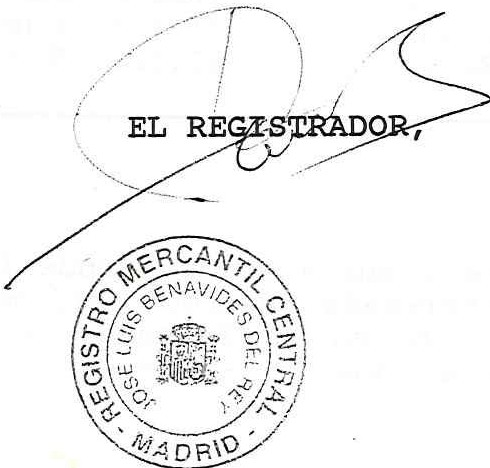 EL REGISTRADOR,
REGISTRO MERCANTIL CENTRAL
- MADRID -
JOSE LUIS BENAVIDES DEL REY